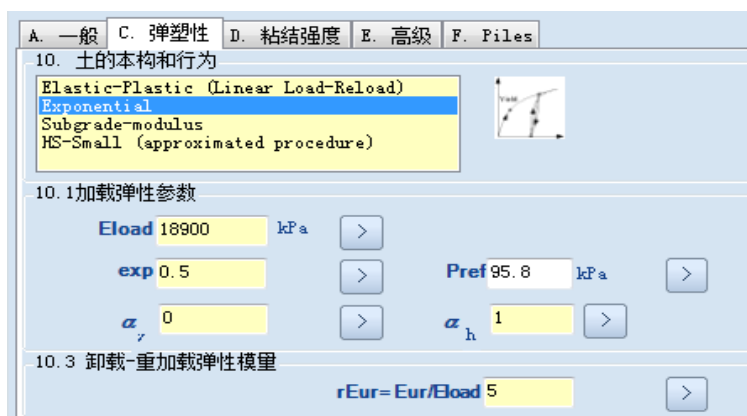 A. 一般 C. 弹塑性 D. 粘结强度 E. 高级 F. Piles
10. 土的本构和行为
Elastic-Plastic (Linear Load-Reload)
Exponential
Subgrade-modulus
HS-Small (approximated procedure)
10.1加载弹性参数
Eload 18900 kPa >
exp 0.5 > Pref 95.8 kPa >
αv 0 > αh 1 >
10.3 卸载-重加载弹性模量
rEur=Eur/Eload 5 >